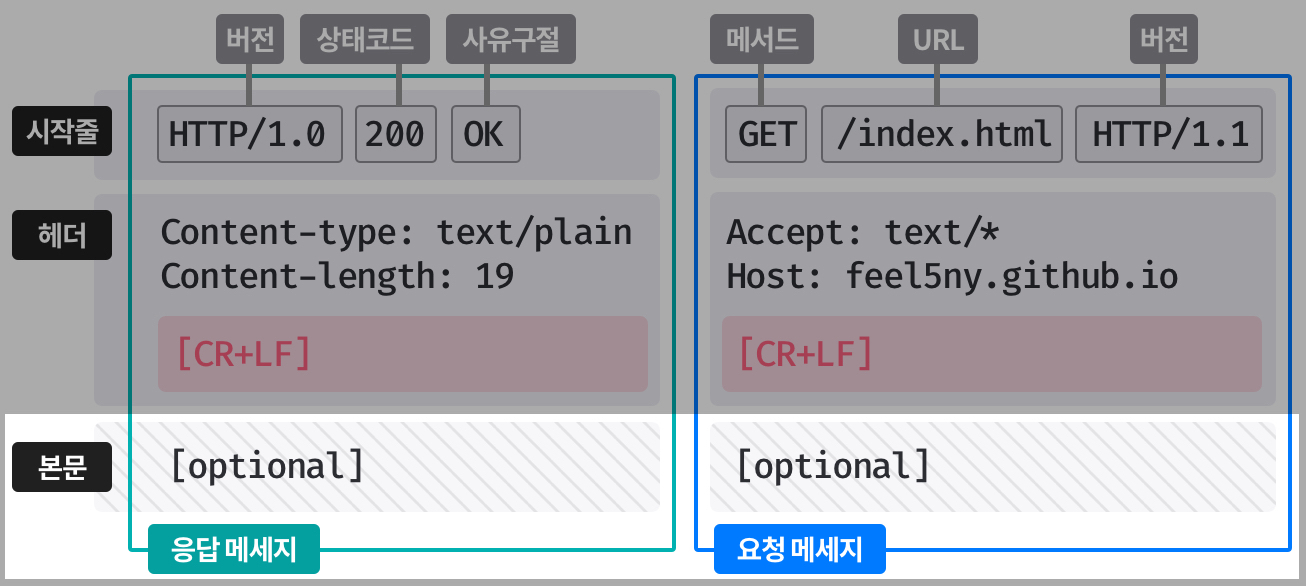 버전 상태코드 사유구절 메서드 URL 버전
시작줄 HTTP/1.0 200 OK GET /index.html HTTP/1.1
헤더 Content-type: text/plain Accept: text/*
Content-length: 19 Host: feel5ny.github.io
[CR+LF] [CR+LF]
본문 [optional] [optional]
응답 메세지 요청 메세지